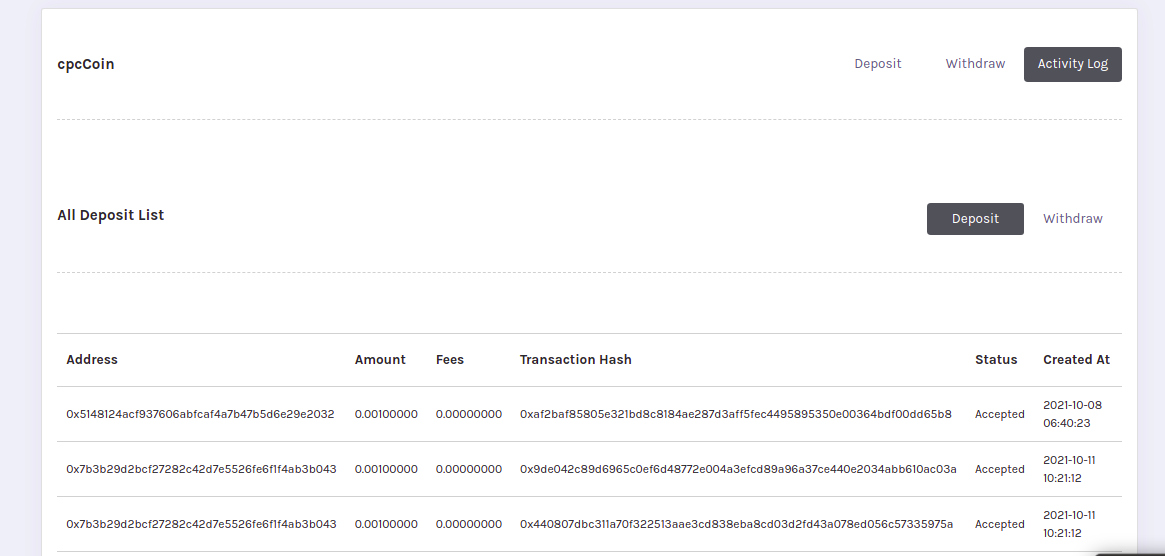 cpcCoin Deposit Withdraw Activity Log
All Deposit List Deposit Withdraw
Address Amount Fees Transaction Hash Status Created At
0x5148124acf937606abfcaf4a7b47b5d6e29e2032 0.00100000 0.00000000 0xaf2baf85805e321bd8c8184ae287d3aff5fec4495895350e00364bdf00dd65b8 Accepted 2021-10-08
06:40:23
0x7b3b29d2bcf27282c42d7e5526fe6f1f4ab3b043 0.00100000 0.00000000 0x9de042c89d6965c0ef6d48772e004a3efcd89a96a37ce440e2034abb610ac03a Accepted 2021-10-11
10:21:12
0x7b3b29d2bcf27282c42d7e5526fe6f1f4ab3b043 0.00100000 0.00000000 0x440807dbc311a70f322513aae3cd838eba8cd03d2fd43a078ed056c57335975a Accepted 2021-10-11
10:21:12